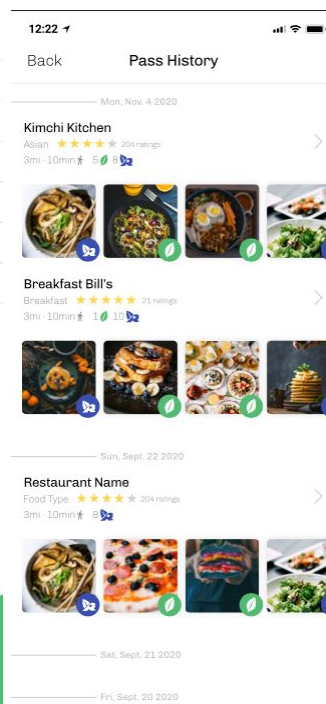 12:22
Back Pass History
Mon, Nov. 4 2020
Kimchi Kitchen
Asian 204 ratings
3mi · 10min 5 8
Breakfast Bill's
Breakfast 21 ratings
3mi · 10min 1 10
Sun, Sept. 22 2020
Restaurant Name
Food Type 204 ratings
3mi · 10min 8
Sat, Sept. 21 2020
Fri, Sept. 20 2020